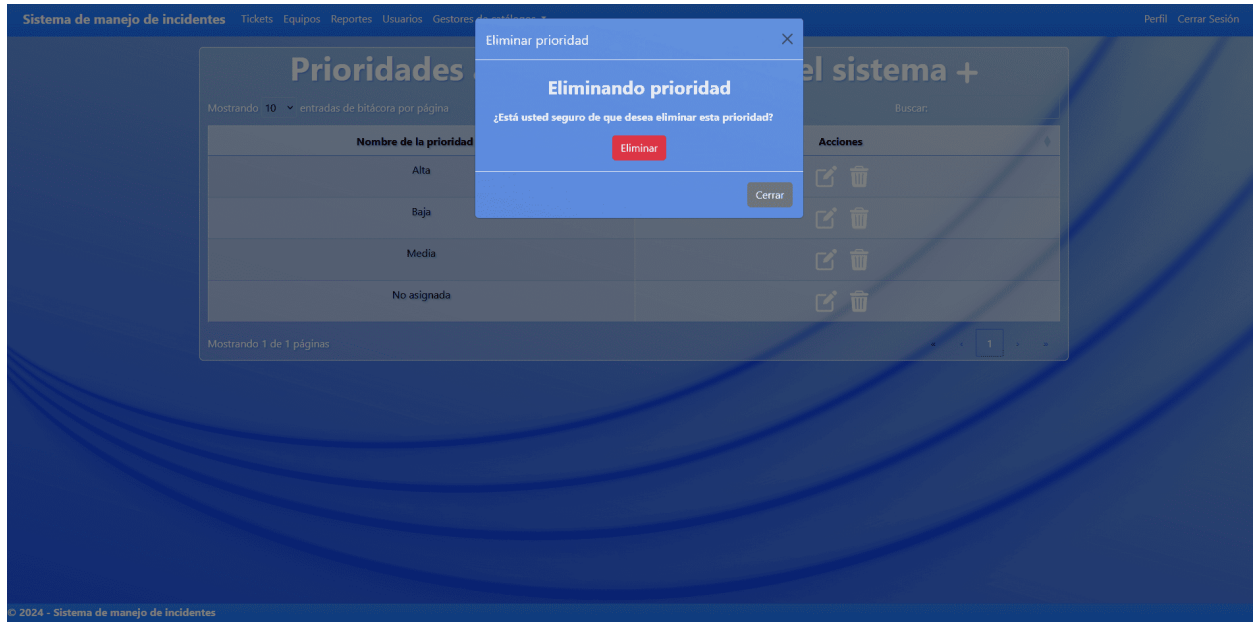 Sistema de manejo de incidentes Tickets Equipos Reportes Usuarios Gestores Perfil Cerrar Sesión
Eliminar prioridad
Prioridades el sistema +
Eliminando prioridad
Mostrando 10 entradas de bitácora por página Buscar:
¿Está usted seguro de que desea eliminar esta prioridad?
Nombre de la prioridad Acciones
Eliminar
Alta
Cerrar
Baja
Media
No asignada
Mostrando 1 de 1 páginas « ‹ 1 › »
© 2024 - Sistema de manejo de incidentes